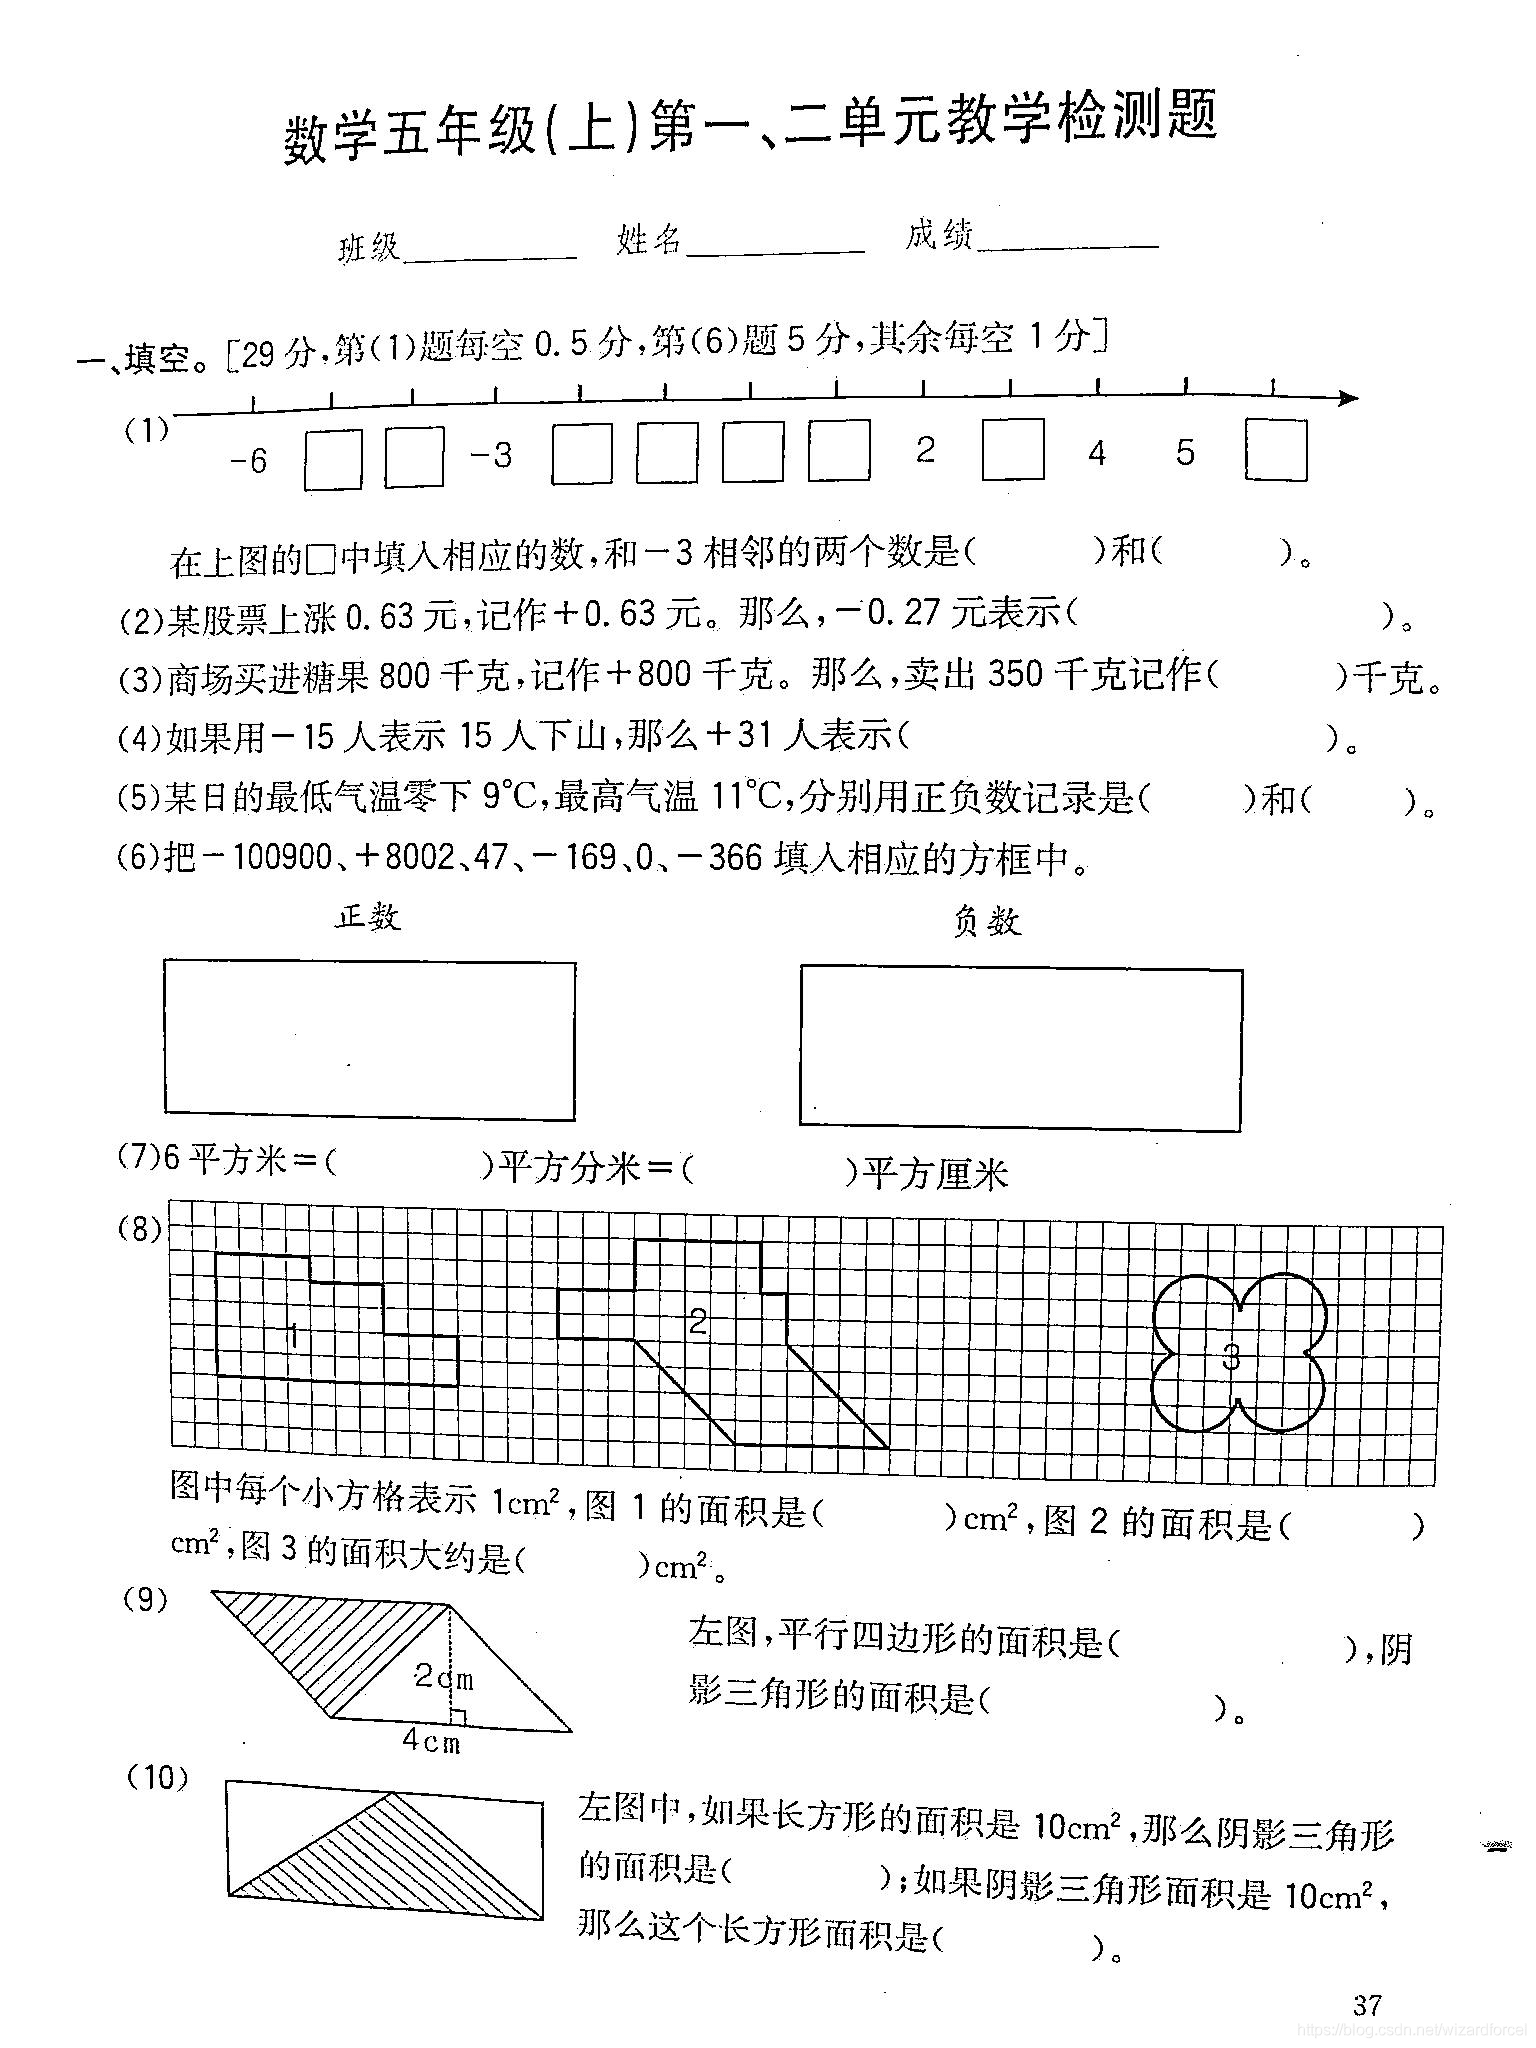 数学五年级(上)第一、二单元教学检测题
班级________ 姓名________ 成绩________
一、填空。[29分,第(1)题每空0.5分,第(6)题5分,其余每空1分]
(1) -6 □ □ -3 □ □ □ □ 2 □ 4 5 □
在上图的□中填入相应的数,和-3相邻的两个数是( )和( )。
(2)某股票上涨0.63元,记作+0.63元。那么,-0.27元表示( )。
(3)商场买进糖果800千克,记作+800千克。那么,卖出350千克记作( )千克。
(4)如果用-15人表示15人下山,那么+31人表示( )。
(5)某日的最低气温零下9℃,最高气温11℃,分别用正负数记录是( )和( )。
(6)把-100900、+8002、47、-169、0、-366填入相应的方框中。
正数 负数
(7)6平方米=( )平方分米=( )平方厘米
(8)
1 2 3
图中每个小方格表示1cm²,图1的面积是( )cm²,图2的面积是( )
cm²,图3的面积大约是( )cm²。
(9)
2cm
4cm
左图,平行四边形的面积是( ),阴
影三角形的面积是( )。
(10)
左图中,如果长方形的面积是10cm²,那么阴影三角形
的面积是( );如果阴影三角形面积是10cm²,
那么这个长方形面积是( )。
37
https://blog.csdn.net/wizardforcel